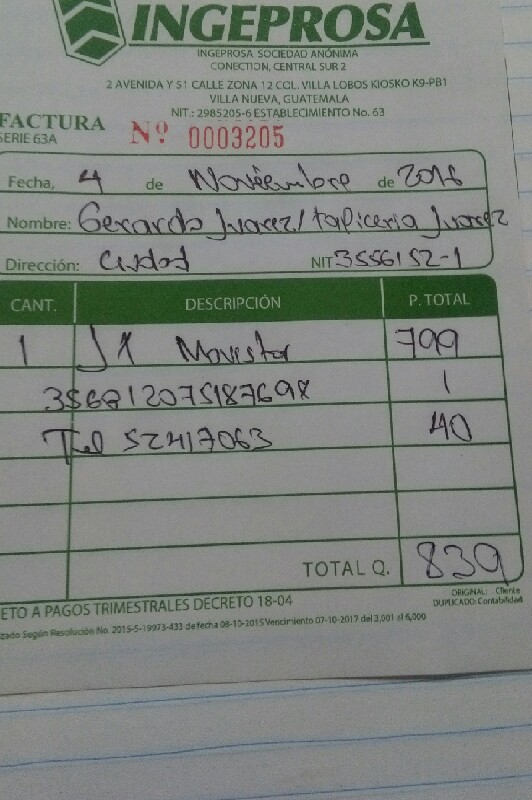 INGEPROSA
INGEPROSA SOCIEDAD ANÓNIMA
CONECTION, CENTRAL SUR 2
2 AVENIDA Y 51 CALLE ZONA 12 COL. VILLA LOBOS KIOSKO K9-PB1
VILLA NUEVA, GUATEMALA
NIT.: 2985205-6 ESTABLECIMIENTO No. 63
FACTURA Nº 0003205
SERIE 63A
Fecha, 4 de Noviembre de 2016
Nombre: Gerardo Juarez/tapiceria Juarez
Dirección: Ciudad NIT 3556152-1
CANT. DESCRIPCIÓN P. TOTAL
1 J1 Movistar 799
356812075187698 1
Tel 52417063 40
TOTAL Q. 839
ETO A PAGOS TRIMESTRALES DECRETO 18-04
ORIGINAL: Cliente
DUPLICADO: Contabilidad
zado Según Resolución No. 2015-5-19973-433 de fecha 08-10-2015 Vencimiento 07-10-2017 del 3,001 al 6,000